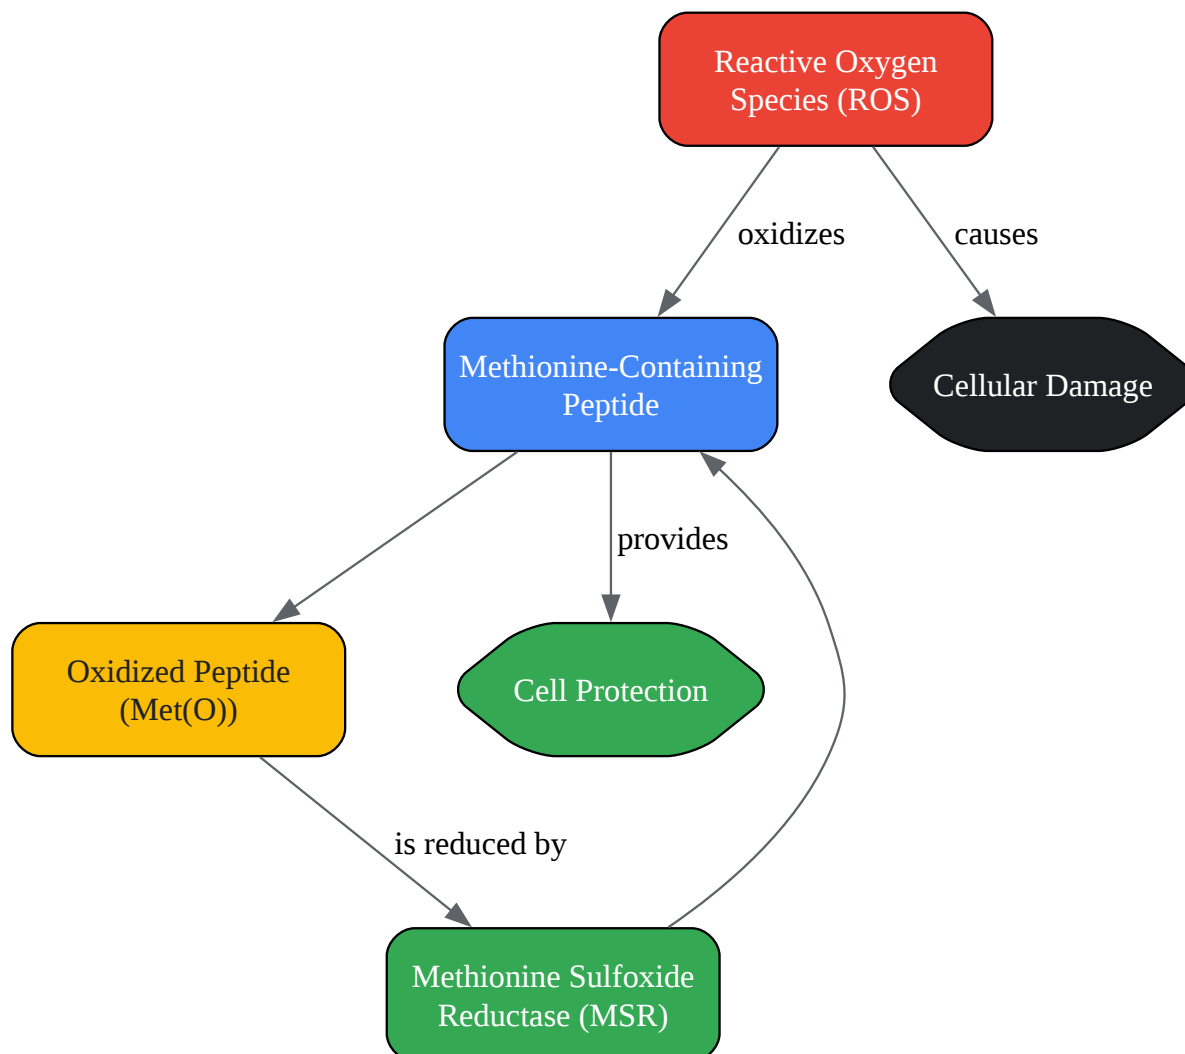 Reactive Oxygen
Species (ROS)
oxidizes
causes
Methionine-Containing
Peptide
Cellular Damage
provides
Oxidized Peptide
(Met(O))
Cell Protection
is reduced by
Methionine Sulfoxide
Reductase (MSR)